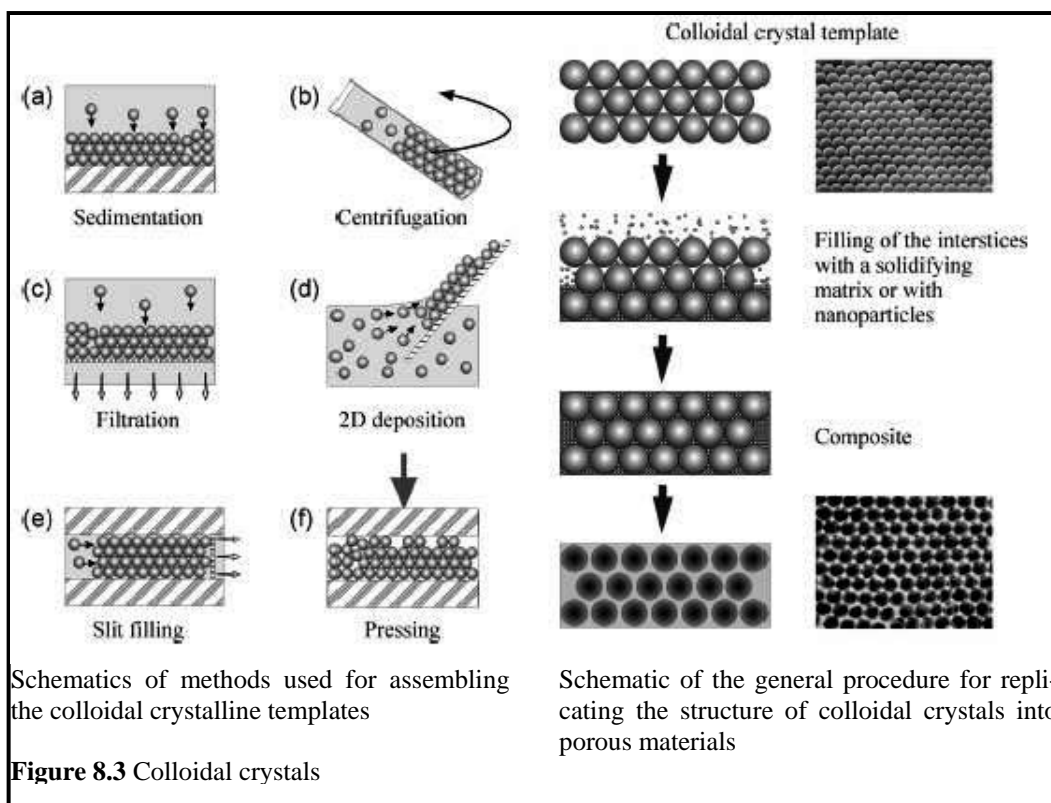 (a)
Sedimentation
(b)
Centrifugation
(c)
Filtration
(d)
2D deposition
(e)
Slit filling
(f)
Pressing
Schematics of methods used for assembling
the colloidal crystalline templates
Figure 8.3 Colloidal crystals
Colloidal crystal template
Filling of the interstices
with a solidifying
matrix or with
nanoparticles
Composite
Schematic of the general procedure for repli-
cating the structure of colloidal crystals into
porous materials